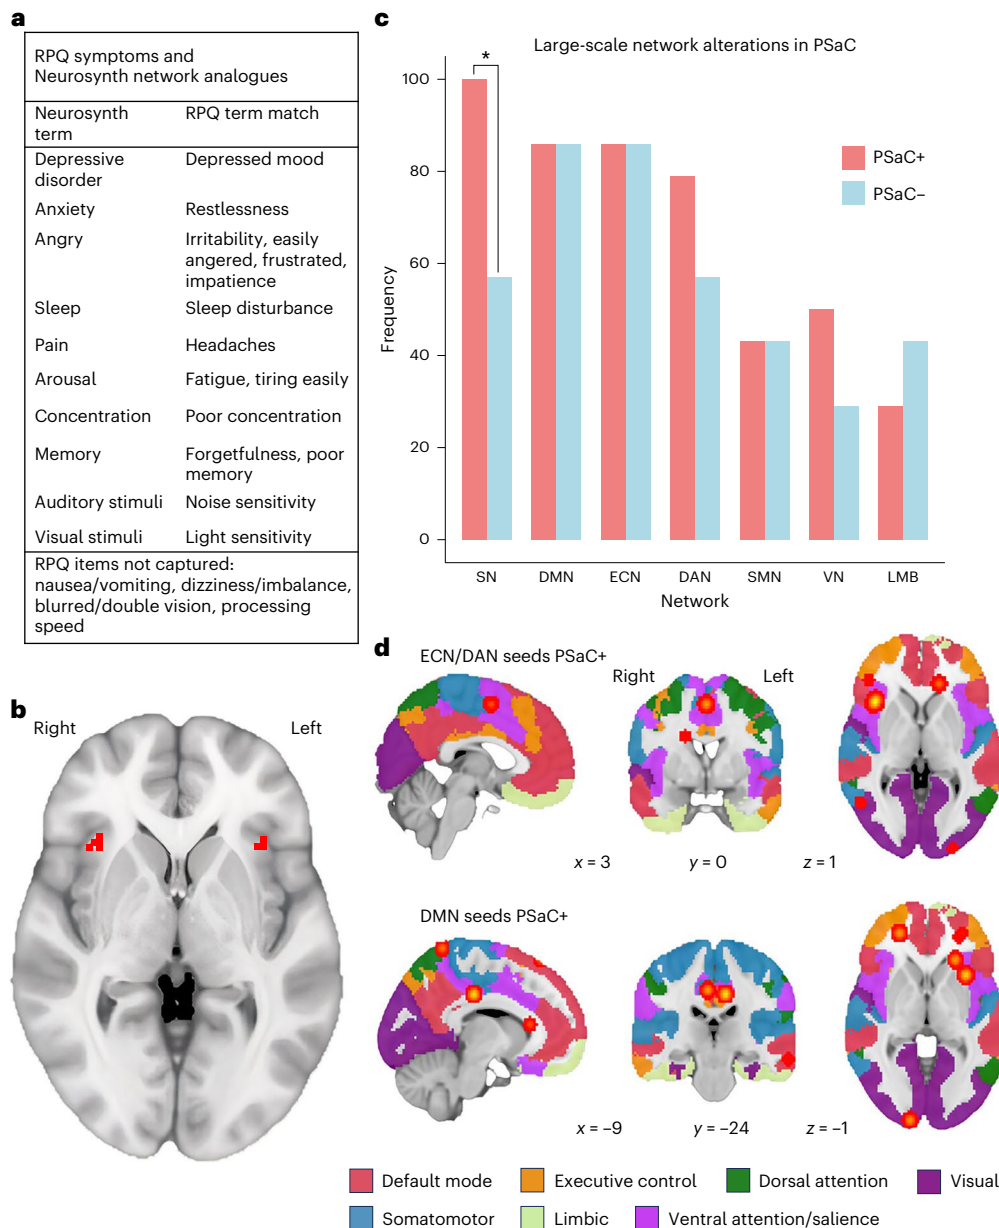 a
RPQ symptoms and
Neurosynth network analogues
Neurosynth term
RPQ term match
Depressive disorder
Depressed mood
Anxiety
Restlessness
Angry
Irritability, easily
angered, frustrated,
impatience
Sleep
Sleep disturbance
Pain
Headaches
Arousal
Fatigue, tiring easily
Concentration
Poor concentration
Memory
Forgetfulness, poor
memory
Auditory stimuli
Noise sensitivity
Visual stimuli
Light sensitivity
RPQ items not captured:
nausea/vomiting, dizziness/imbalance,
blurred/double vision, processing
speed
b
Right
Left
c
Large-scale network alterations in PSaC
*
100
80
60
40
20
0
Frequency
PSaC+
PSaC−
SN DMN ECN DAN SMN VN LMB
Network
d
ECN/DAN seeds PSaC+
Right
Left
x = 3
y = 0
z = 1
DMN seeds PSaC+
x = −9
y = −24
z = −1
Default mode
Executive control
Dorsal attention
Visual
Somatomotor
Limbic
Ventral attention/salience